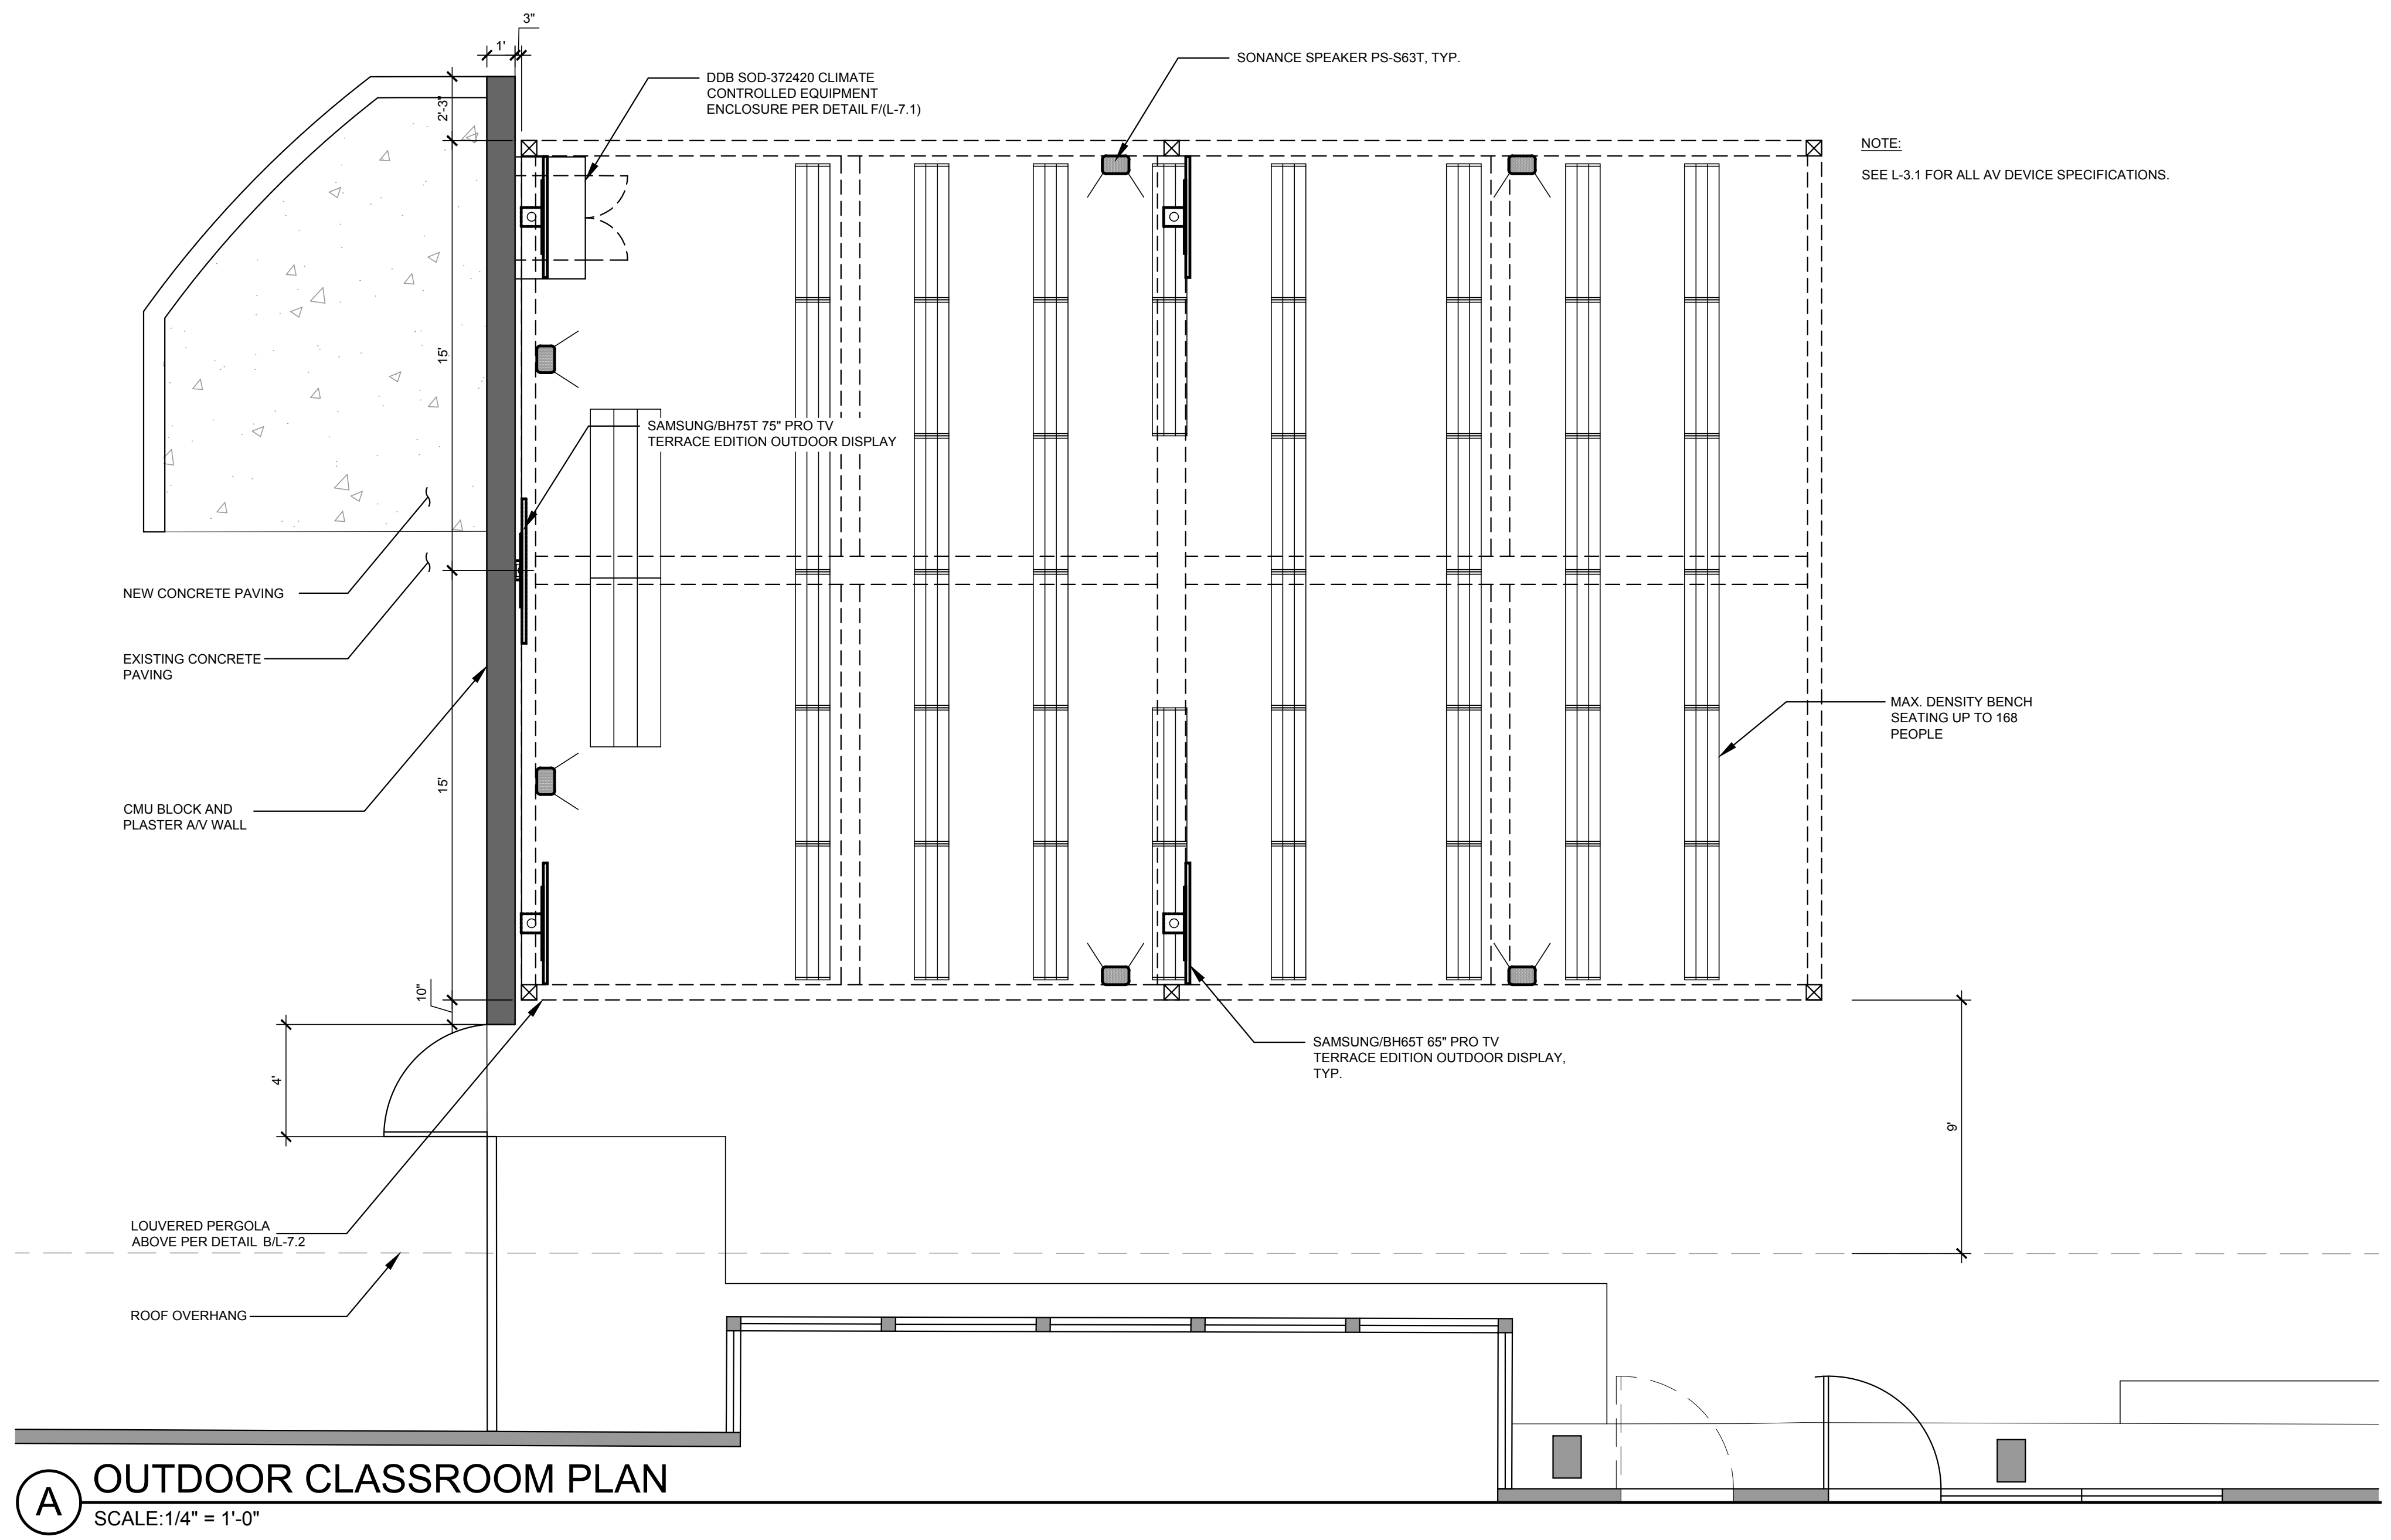 3"
1'
2'-3"
DDB SOD-372420 CLIMATE
CONTROLLED EQUIPMENT
ENCLOSURE PER DETAIL F/(L-7.1)
SONANCE SPEAKER PS-S63T, TYP.
NOTE:
SEE L-3.1 FOR ALL AV DEVICE SPECIFICATIONS.
15'
SAMSUNG/BH75T 75" PRO TV
TERRACE EDITION OUTDOOR DISPLAY
NEW CONCRETE PAVING
EXISTING CONCRETE
PAVING
MAX. DENSITY BENCH
SEATING UP TO 168
PEOPLE
15'
CMU BLOCK AND
PLASTER A/V WALL
10"
4'
SAMSUNG/BH65T 65" PRO TV
TERRACE EDITION OUTDOOR DISPLAY,
TYP.
9'
LOUVERED PERGOLA
ABOVE PER DETAIL B/L-7.2
ROOF OVERHANG
A
OUTDOOR CLASSROOM PLAN
SCALE:1/4" = 1'-0"